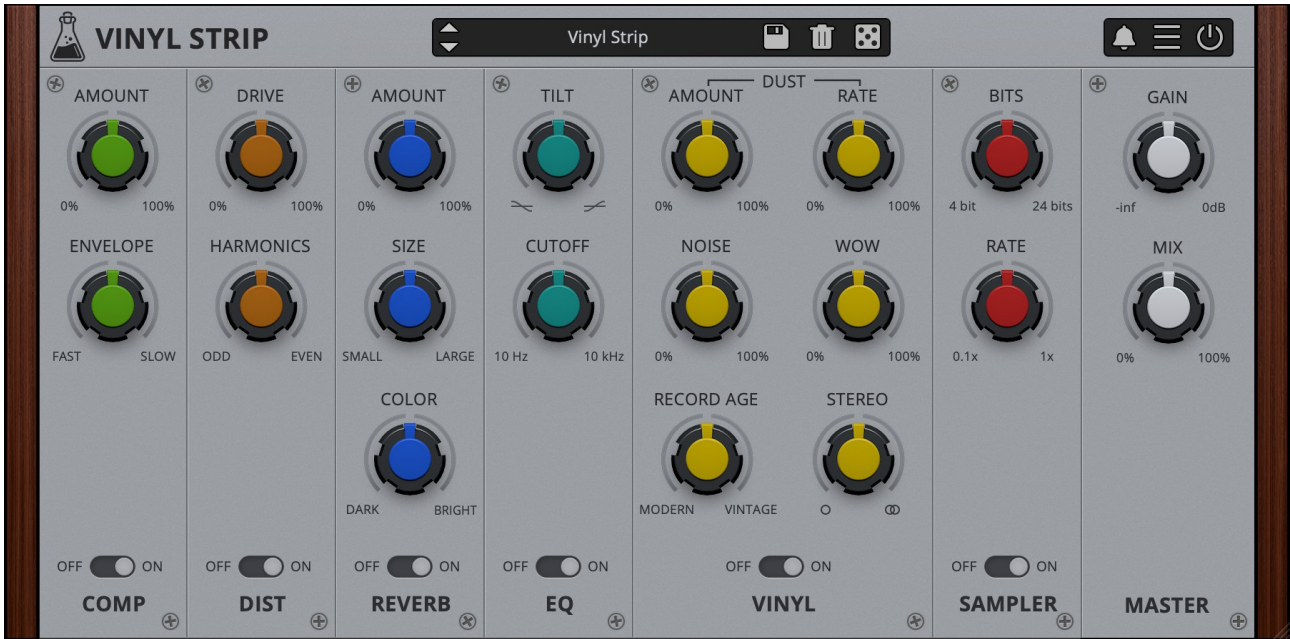 VINYL STRIP
Vinyl Strip
AMOUNT
0% 100%
ENVELOPE
FAST SLOW
OFF ON
COMP
DRIVE
0% 100%
HARMONICS
ODD EVEN
OFF ON
DIST
AMOUNT
0% 100%
SIZE
SMALL LARGE
COLOR
DARK BRIGHT
OFF ON
REVERB
TILT
CUTOFF
10 Hz 10 kHz
OFF ON
EQ
DUST
AMOUNT RATE
0% 100% 0% 100%
NOISE WOW
0% 100% 0% 100%
RECORD AGE STEREO
MODERN VINTAGE
OFF ON
VINYL
BITS
4 bit 24 bits
RATE
0.1x 1x
OFF ON
SAMPLER
GAIN
-inf 0dB
MIX
0% 100%
MASTER